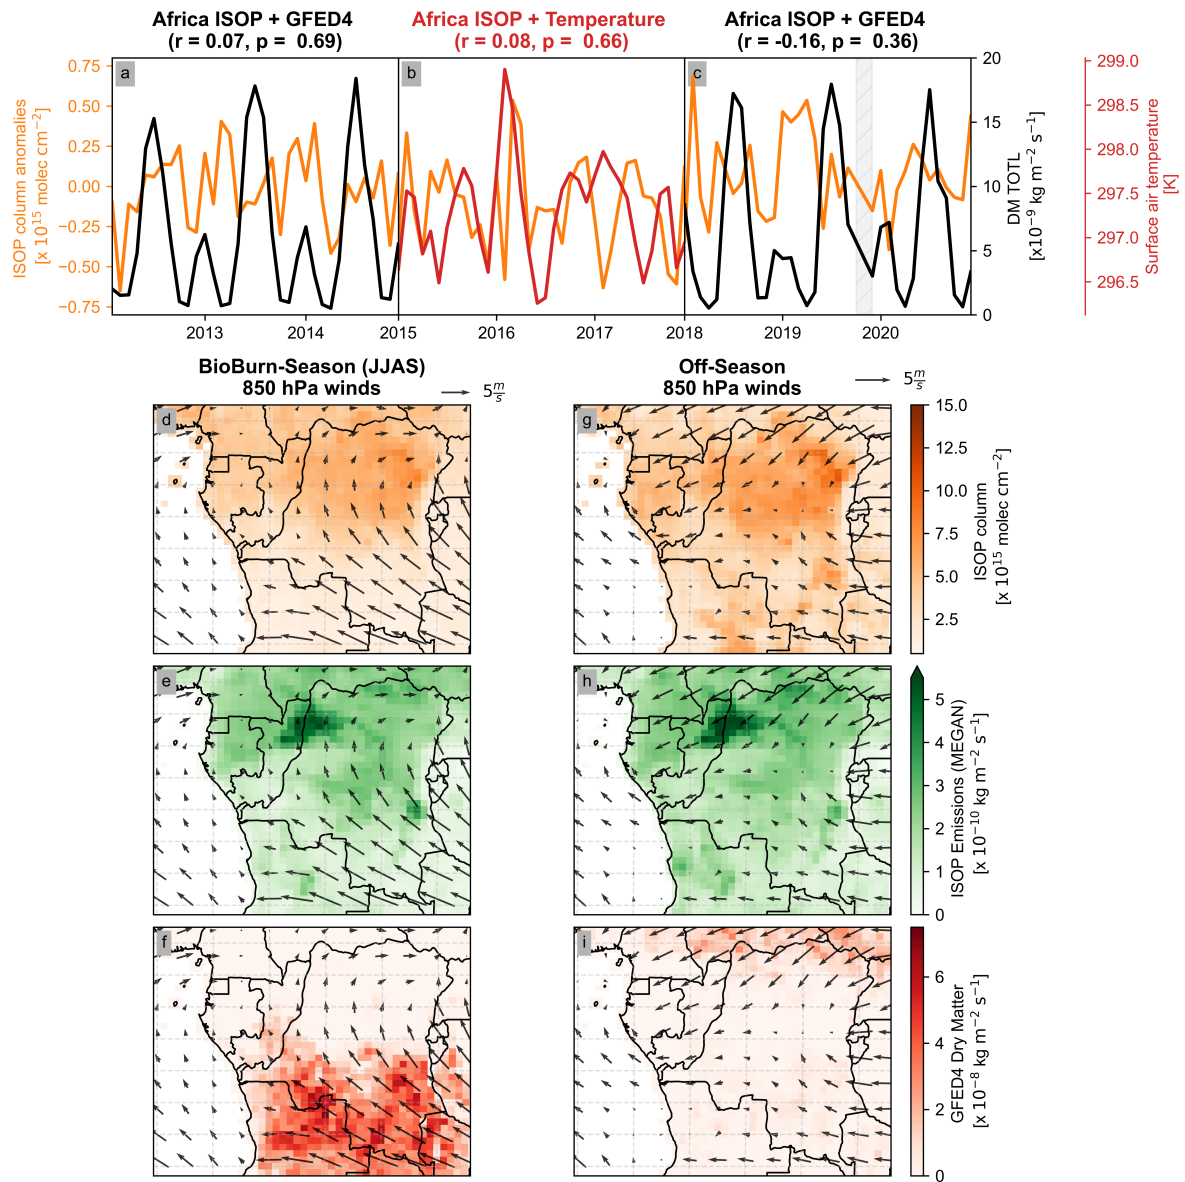 Africa ISOP + GFED4
(r = 0.07, p = 0.69)
Africa ISOP + Temperature
(r = 0.08, p = 0.66)
Africa ISOP + GFED4
(r = -0.16, p = 0.36)
a
b
c
ISOP column anomalies
[x 10¹⁵ molec cm⁻²]
0.75
0.50
0.25
0.00
−0.25
−0.50
−0.75
20
15
10
5
0
DM TOTL
[x10⁻⁹ kg m⁻² s⁻¹]
299.0
298.5
298.0
297.5
297.0
296.5
Surface air temperature
[K]
2013
2014
2015
2016
2017
2018
2019
2020
BioBurn-Season (JJAS)
850 hPa winds
5 m/s
Off-Season
850 hPa winds
5 m/s
d
g
15.0
12.5
10.0
7.5
5.0
2.5
ISOP column
[x 10¹⁵ molec cm⁻²]
e
h
5
4
3
2
1
0
ISOP Emissions (MEGAN)
[x 10⁻¹⁰ kg m⁻² s⁻¹]
f
i
6
4
2
0
GFED4 Dry Matter
[x 10⁻⁸ kg m⁻² s⁻¹]